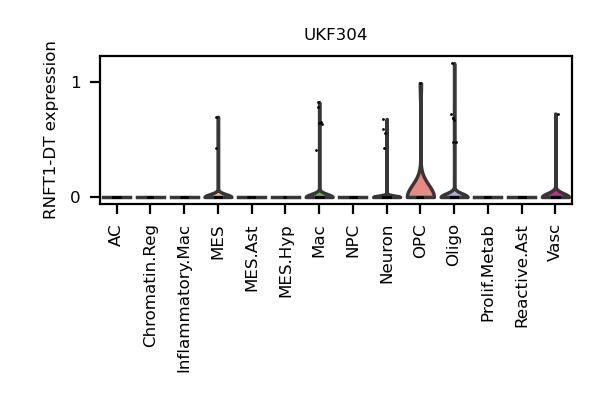 UKF304
RNFT1-DT expression
1
0
AC
Chromatin.Reg
Inflammatory.Mac
MES
MES.Ast
MES.Hyp
Mac
NPC
Neuron
OPC
Oligo
Prolif.Metab
Reactive.Ast
Vasc